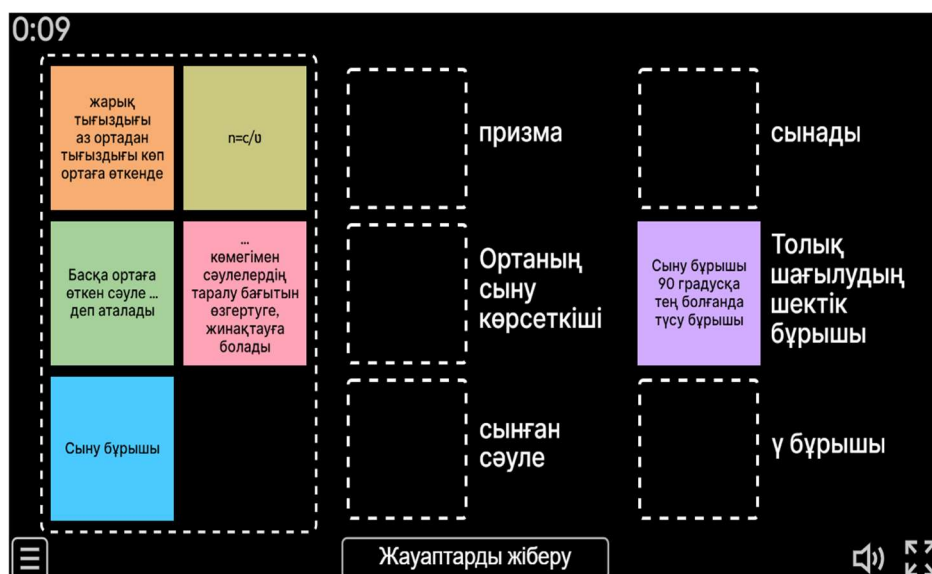 0:09
жарық
тығыздығы
аз ортадан
тығыздығы көп
ортаға өткенде
n=c/υ
Басқа ортаға
өткен сәуле ...
деп аталады
...
көмегімен
сәулелердің
таралу бағытын
өзгертуге,
жинақтауға
болады
Сыну бұрышы
призма
сынады
Ортаның
сыну
көрсеткіші
Сыну бұрышы
90 градусқа
тең болғанда
түсу бұрышы
Толық
шағылудың
шектік
бұрышы
сынған
сәуле
ү бұрышы
Жауаптарды жіберу